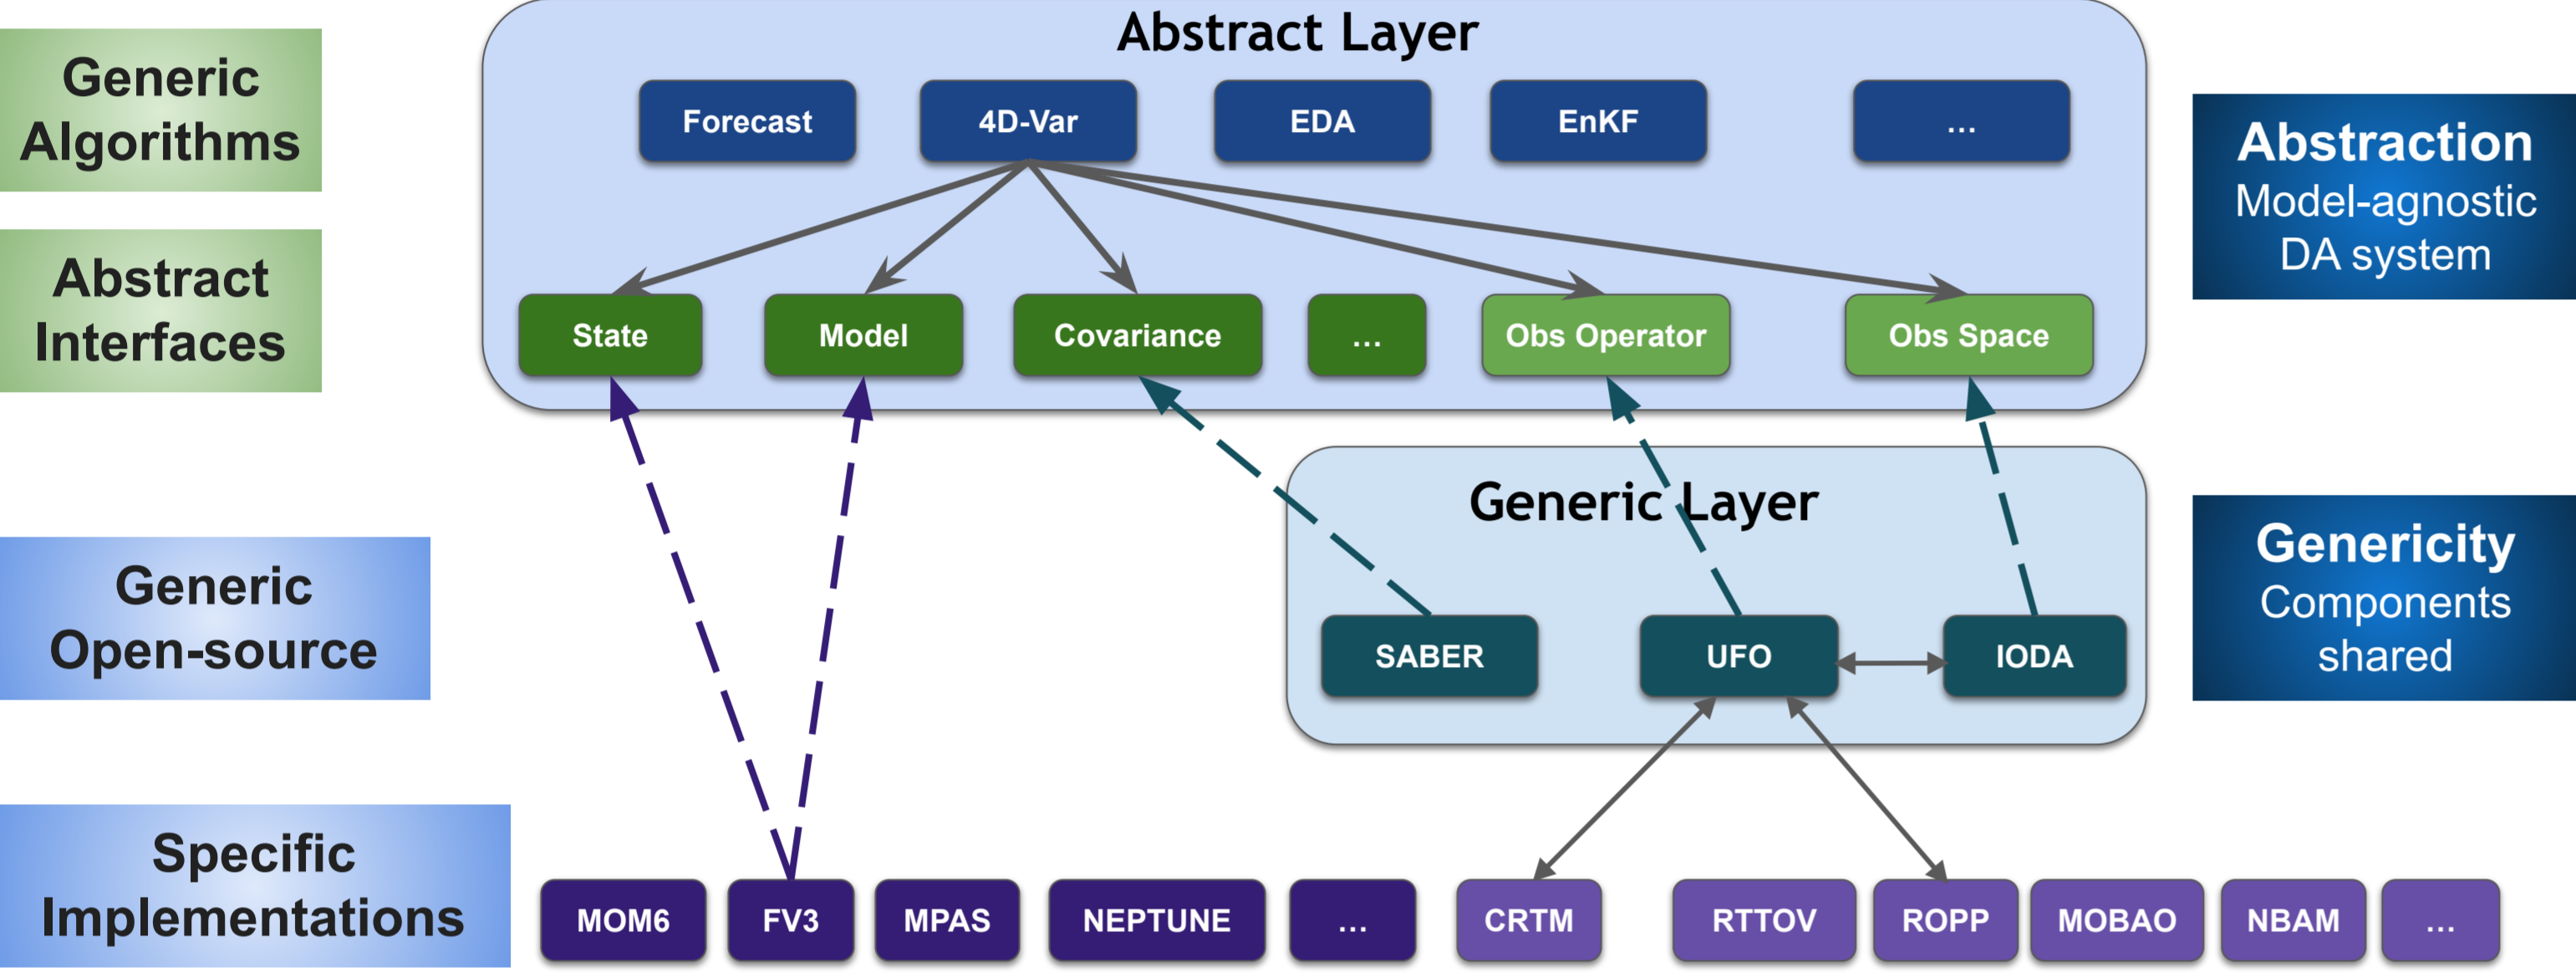 Abstract Layer
Generic
Algorithms
Forecast
4D-Var
EDA
EnKF
...
Abstraction
Model-agnostic
DA system
Abstract
Interfaces
State
Model
Covariance
...
Obs Operator
Obs Space
Generic Layer
Generic
Open-source
SABER
UFO
IODA
Genericity
Components
shared
Specific
Implementations
MOM6
FV3
MPAS
NEPTUNE
...
CRTM
RTTOV
ROPP
MOBAO
NBAM
...